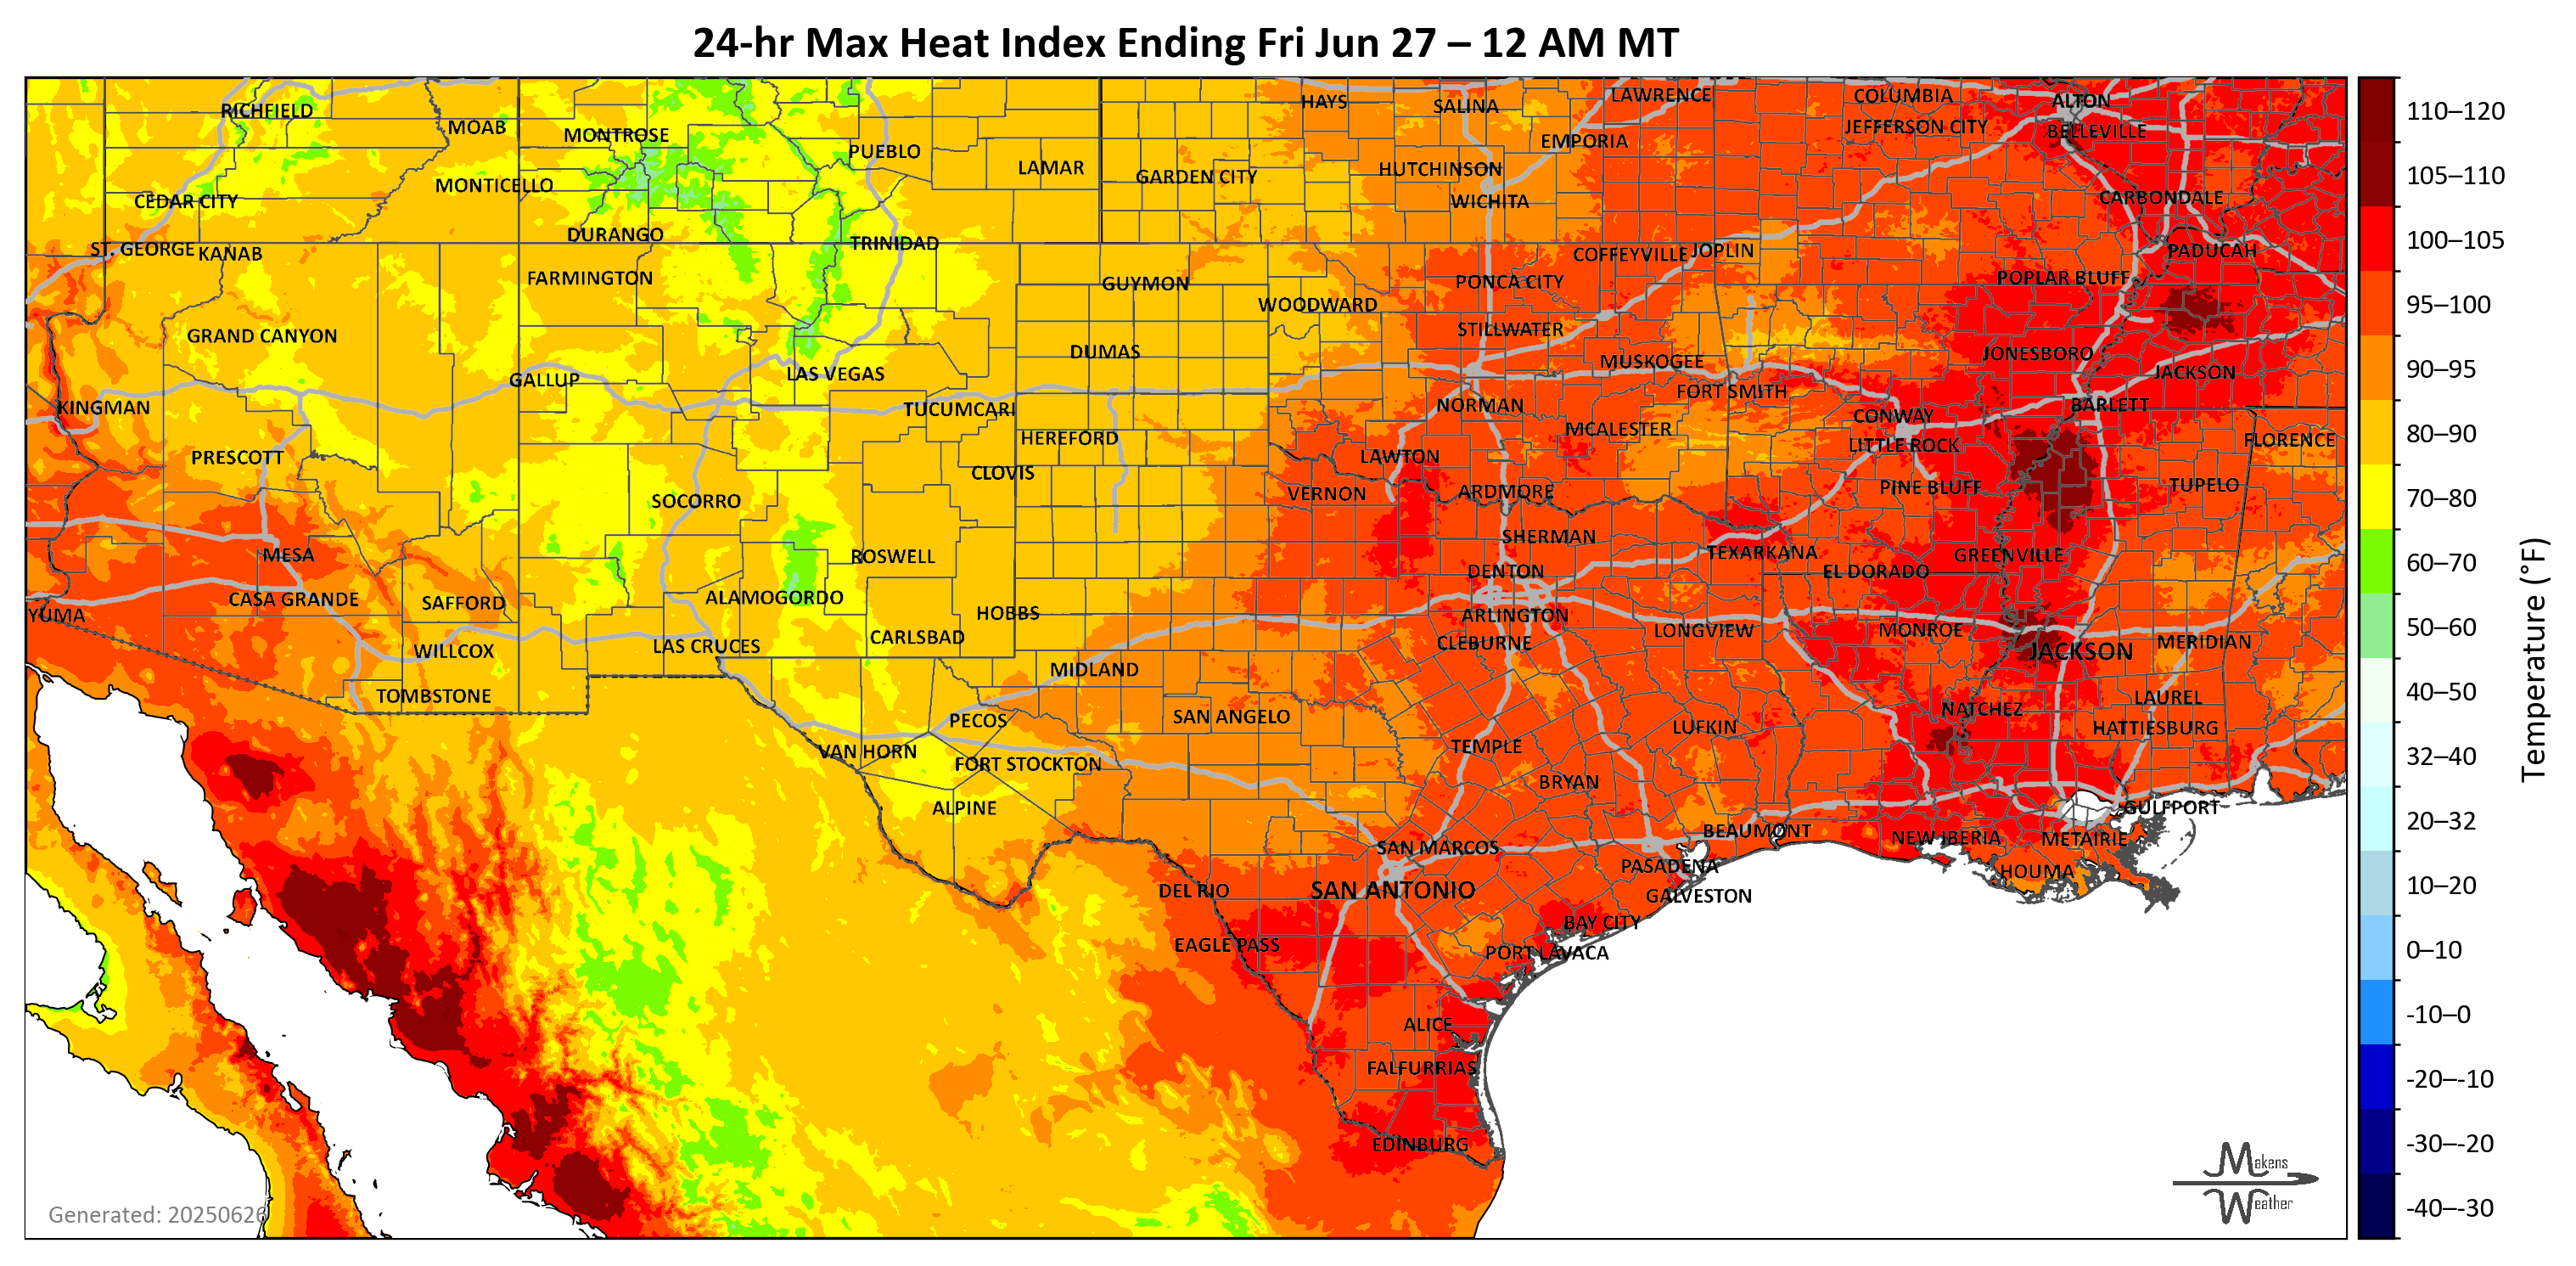 24-hr Max Heat Index Ending Fri Jun 27 – 12 AM MT
RICHFIELD
MOAB
MONTROSE
PUEBLO
LAMAR
GARDEN CITY
HAYS
SALINA
LAWRENCE
EMPORIA
HUTCHINSON
WICHITA
COLUMBIA
JEFFERSON CITY
ALTON
BELLEVILLE
CARBONDALE
MONTICELLO
CEDAR CITY
DURANGO
TRINIDAD
ST. GEORGE
KANAB
FARMINGTON
GUYMON
WOODWARD
PONCA CITY
COFFEYVILLE
JOPLIN
POPLAR BLUFF
PADUCAH
GRAND CANYON
STILLWATER
DUMAS
MUSKOGEE
JONESBORO
JACKSON
LAS VEGAS
GALLUP
FORT SMITH
KINGMAN
TUCUMCARI
NORMAN
BARLETT
CONWAY
HEREFORD
MCALESTER
LITTLE ROCK
FLORENCE
PRESCOTT
CLOVIS
LAWTON
PINE BLUFF
TUPELO
SOCORRO
VERNON
ARDMORE
SHERMAN
MESA
ROSWELL
TEXARKANA
GREENVILLE
DENTON
EL DORADO
CASA GRANDE
SAFFORD
ALAMOGORDO
HOBBS
YUMA
ARLINGTON
CARLSBAD
CLEBURNE
LONGVIEW
MONROE
MERIDIAN
LAS CRUCES
WILLCOX
JACKSON
MIDLAND
TOMBSTONE
LAUREL
NATCHEZ
PECOS
SAN ANGELO
LUFKIN
HATTIESBURG
VAN HORN
TEMPLE
FORT STOCKTON
BRYAN
ALPINE
GULFPORT
BEAUMONT
NEW IBERIA
METAIRIE
SAN MARCOS
PASADENA
HOUMA
DEL RIO
SAN ANTONIO
GALVESTON
BAY CITY
EAGLE PASS
PORT LAVACA
ALICE
FALFURRIAS
EDINBURG
Generated: 20250626
Makens
Weather
110–120
105–110
100–105
95–100
90–95
80–90
70–80
60–70
50–60
40–50
32–40
20–32
10–20
0–10
-10–0
-20–-10
-30–-20
-40–-30
Temperature (°F)